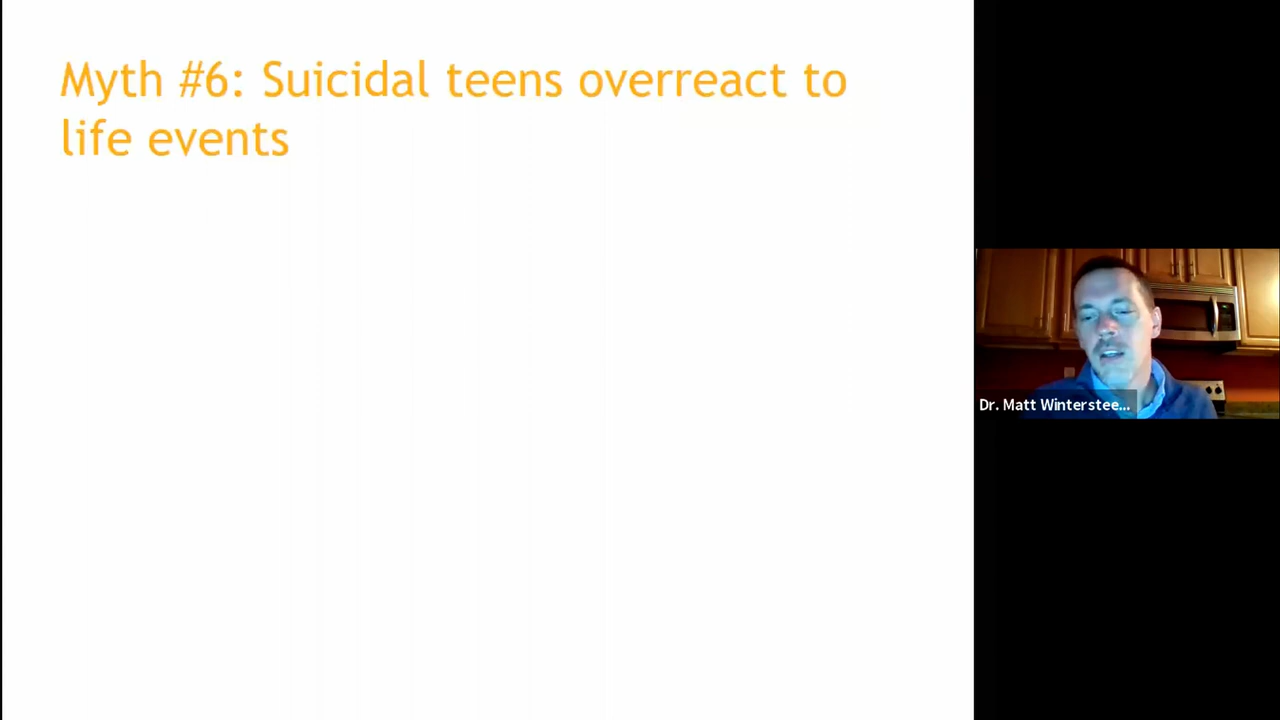 Myth #6: Suicidal teens overreact to
life events
Dr. Matt Winterstee...